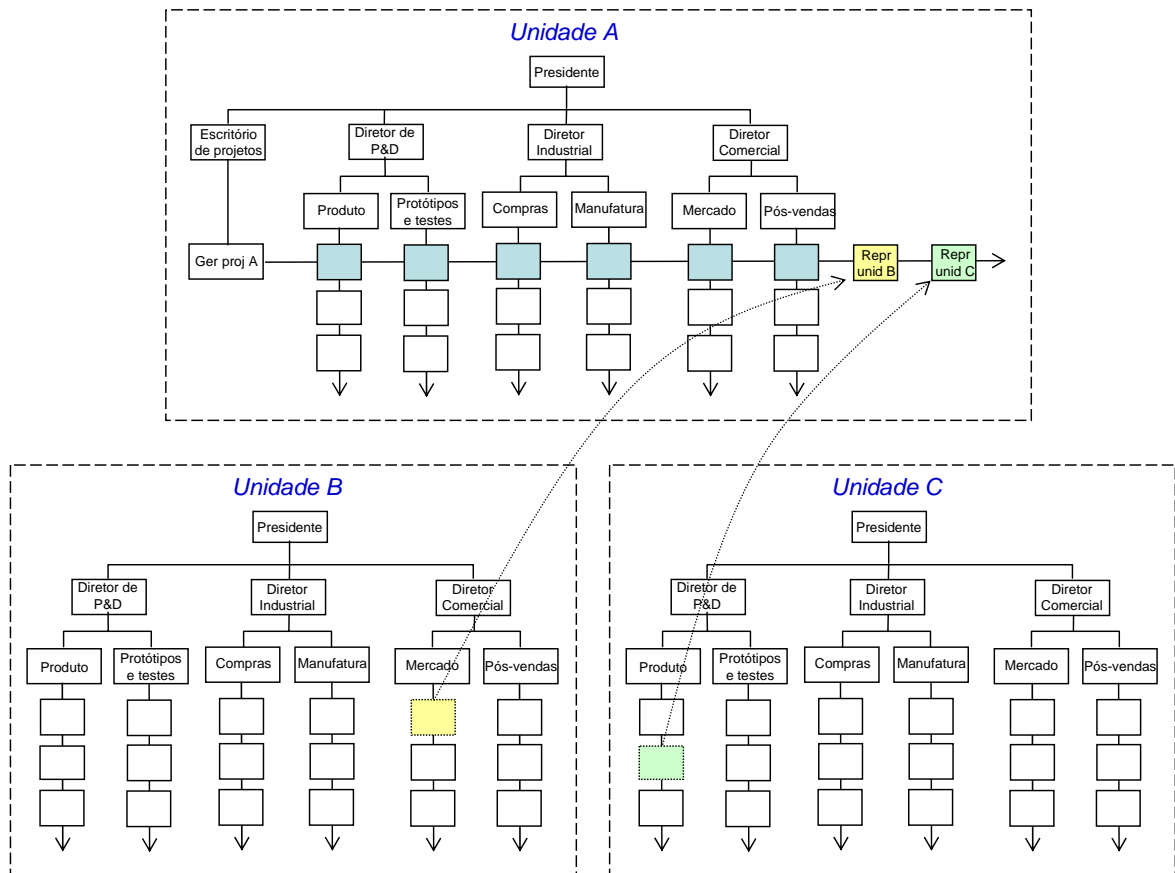 Unidade A
Presidente
Escritório
de projetos
Diretor de
P&D
Diretor
Industrial
Diretor
Comercial
Produto
Protótipos
e testes
Compras
Manufatura
Mercado
Pós-vendas
Ger proj A
Repr
unid B
Repr
unid C
Unidade B
Presidente
Diretor de
P&D
Diretor
Industrial
Diretor
Comercial
Produto
Protótipos
e testes
Compras
Manufatura
Mercado
Pós-vendas
Unidade C
Presidente
Diretor de
P&D
Diretor
Industrial
Diretor
Comercial
Produto
Protótipos
e testes
Compras
Manufatura
Mercado
Pós-vendas